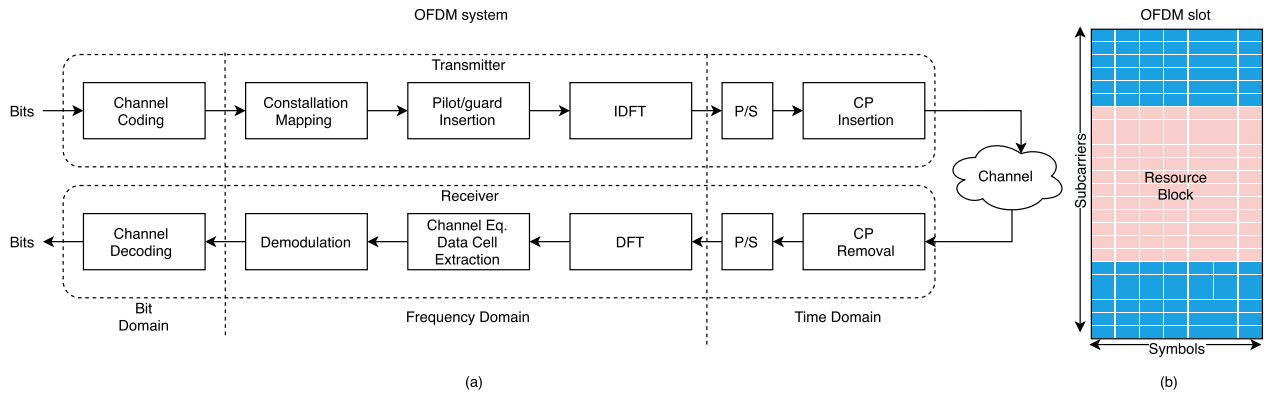 OFDM system
OFDM slot
Transmitter
Bits
Channel
Coding
Constallation
Mapping
Pilot/guard
Insertion
IDFT
P/S
CP
Insertion
Channel
Receiver
Bits
Channel
Decoding
Demodulation
Channel Eq.
Data Cell
Extraction
DFT
P/S
CP
Removal
Bit
Domain
Frequency Domain
Time Domain
Subcarriers
Resource
Block
Symbols
(a)
(b)